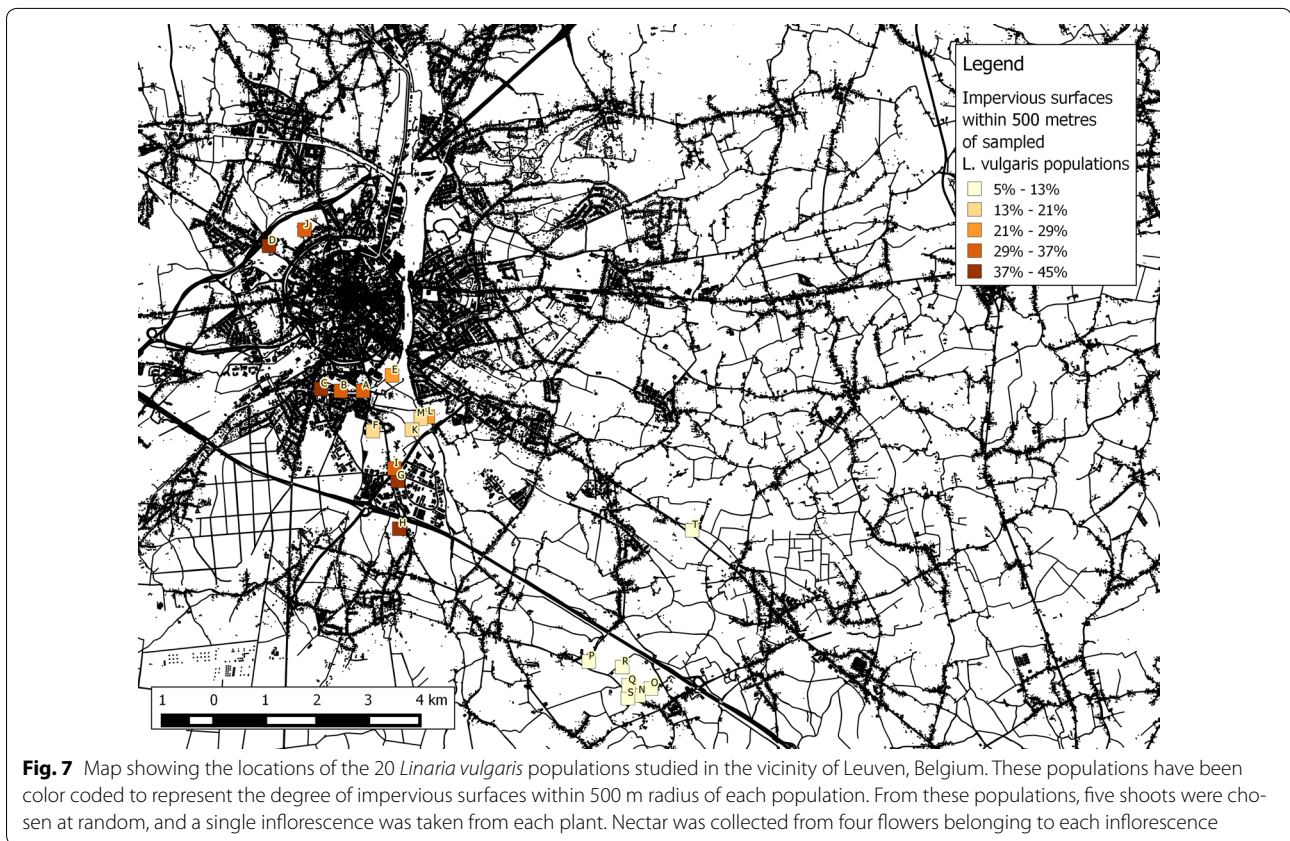 Legend
Impervious surfaces
within 500 metres
of sampled
L. vulgaris populations
5% - 13%
13% - 21%
21% - 29%
29% - 37%
37% - 45%
J
D
E
C
B
A
M
L
F
K
I
G
H
T
P
R
Q
O
N
S
1 0 1 2 3 4 km
Fig. 7 Map showing the locations of the 20 Linaria vulgaris populations studied in the vicinity of Leuven, Belgium. These populations have been
color coded to represent the degree of impervious surfaces within 500 m radius of each population. From these populations, five shoots were cho-
sen at random, and a single inflorescence was taken from each plant. Nectar was collected from four flowers belonging to each inflorescence